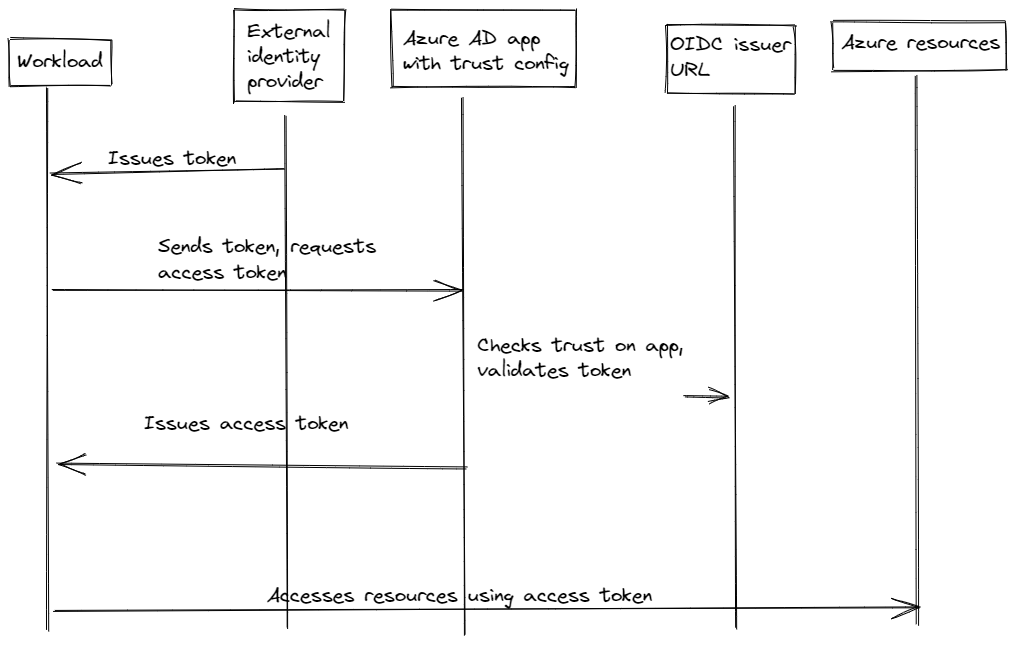 Workload
External
identity
provider
Azure AD app
with trust config
OIDC issuer
URL
Azure resources
Issues token
Sends token, requests
access token
Checks trust on app,
validates token
Issues access token
Accesses resources using access token